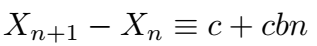 $X_{n+1} - X_n \equiv c + cbn$